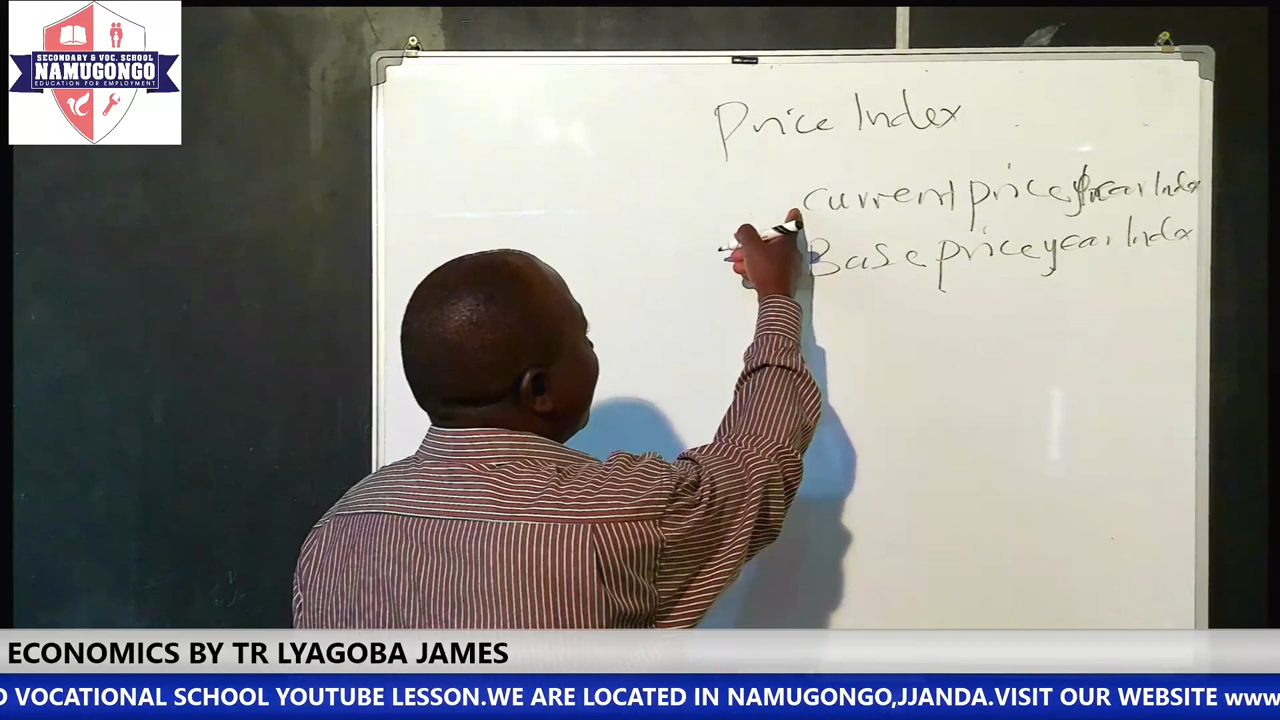 SECONDARY & VOC. SCHOOL
NAMUGONGO
EDUCATION FOR EMPLOYMENT
Price Index
current price year Index
Base price year Index
ECONOMICS BY TR LYAGOBA JAMES
D VOCATIONAL SCHOOL YOUTUBE LESSON.WE ARE LOCATED IN NAMUGONGO,JJANDA.VISIT OUR WEBSITE www